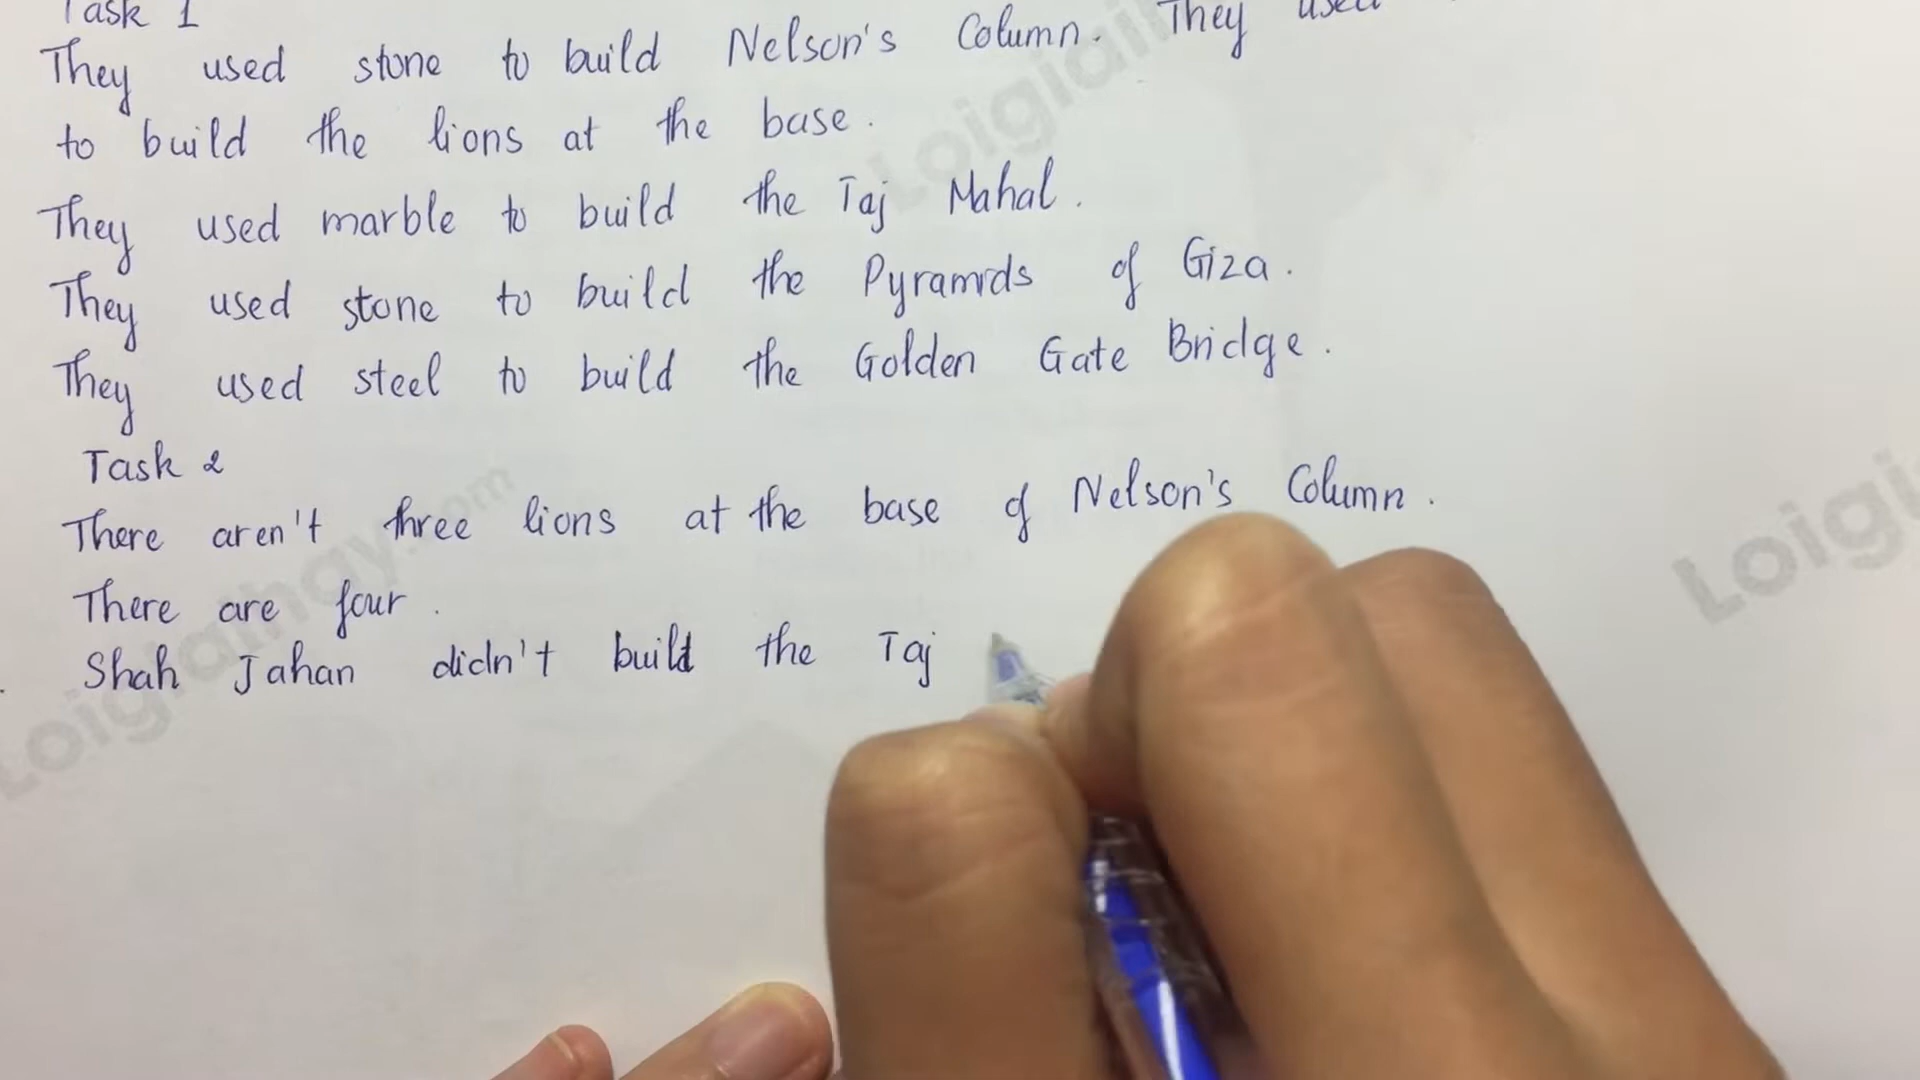 Task 1
They used stone to build Nelson's Column. They used
to build the lions at the base.
They used marble to build the Taj Mahal.
They used stone to build the Pyramids of Giza.
They used steel to build the Golden Gate Bridge.
Task 2
There aren't three lions at the base of Nelson's Column.
There are four.
Shah Jahan didn't build the Taj
Loigiaihay.com